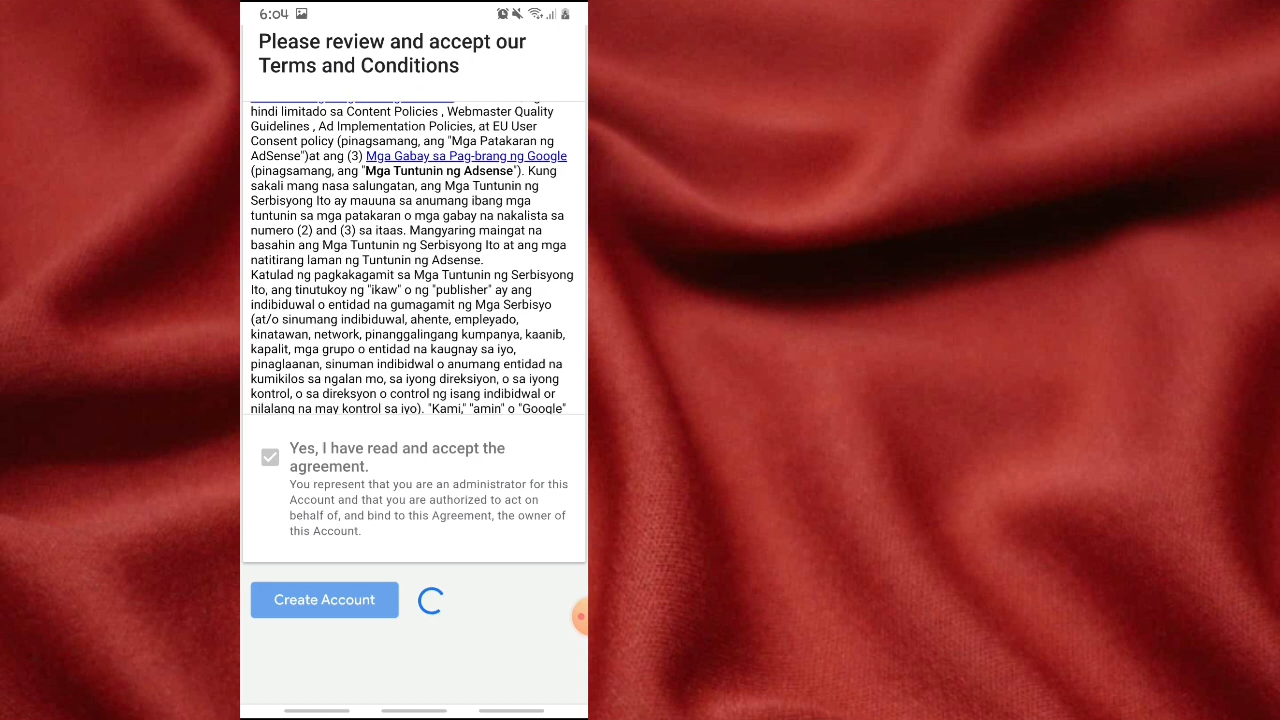 6:04
Please review and accept our
Terms and Conditions
hindi limitado sa Content Policies , Webmaster Quality
Guidelines , Ad Implementation Policies, at EU User
Consent policy (pinagsamang, ang "Mga Patakaran ng
AdSense")at ang (3) Mga Gabay sa Pag-brang ng Google
(pinagsamang, ang "Mga Tuntunin ng Adsense"). Kung
sakali mang nasa salungatan, ang Mga Tuntunin ng
Serbisyong Ito ay mauuna sa anumang ibang mga
tuntunin sa mga patakaran o mga gabay na nakalista sa
numero (2) and (3) sa itaas. Mangyaring maingat na
basahin ang Mga Tuntunin ng Serbisyong Ito at ang mga
natitirang laman ng Tuntunin ng Adsense.
Katulad ng pagkakagamit sa Mga Tuntunin ng Serbisyong
Ito, ang tinutukoy ng "ikaw" o ng "publisher" ay ang
indibiduwal o entidad na gumagamit ng Mga Serbisyo
(at/o sinumang indibiduwal, ahente, empleyado,
kinatawan, network, pinanggalingang kumpanya, kaanib,
kapalit, mga grupo o entidad na kaugnay sa iyo,
pinaglaanan, sinuman indibidwal o anumang entidad na
kumikilos sa ngalan mo, sa iyong direksiyon, o sa iyong
kontrol, o sa direksyon o control ng isang indibidwal or
nilalang na may kontrol sa iyo). "Kami," "amin" o "Google"
Yes, I have read and accept the
agreement.
You represent that you are an administrator for this
Account and that you are authorized to act on
behalf of, and bind to this Agreement, the owner of
this Account.
Create Account